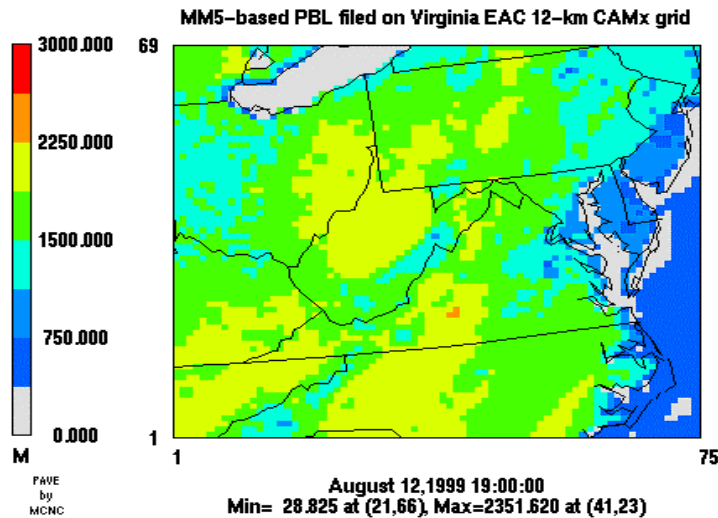 MM5-based PBL filed on Virginia EAC 12-km CAMx grid
3000.000
2250.000
1500.000
750.000
0.000
M
PAVE
by
MCNC
69
1
1
75
August 12,1999 19:00:00
Min= 28.825 at (21,66), Max=2351.620 at (41,23)